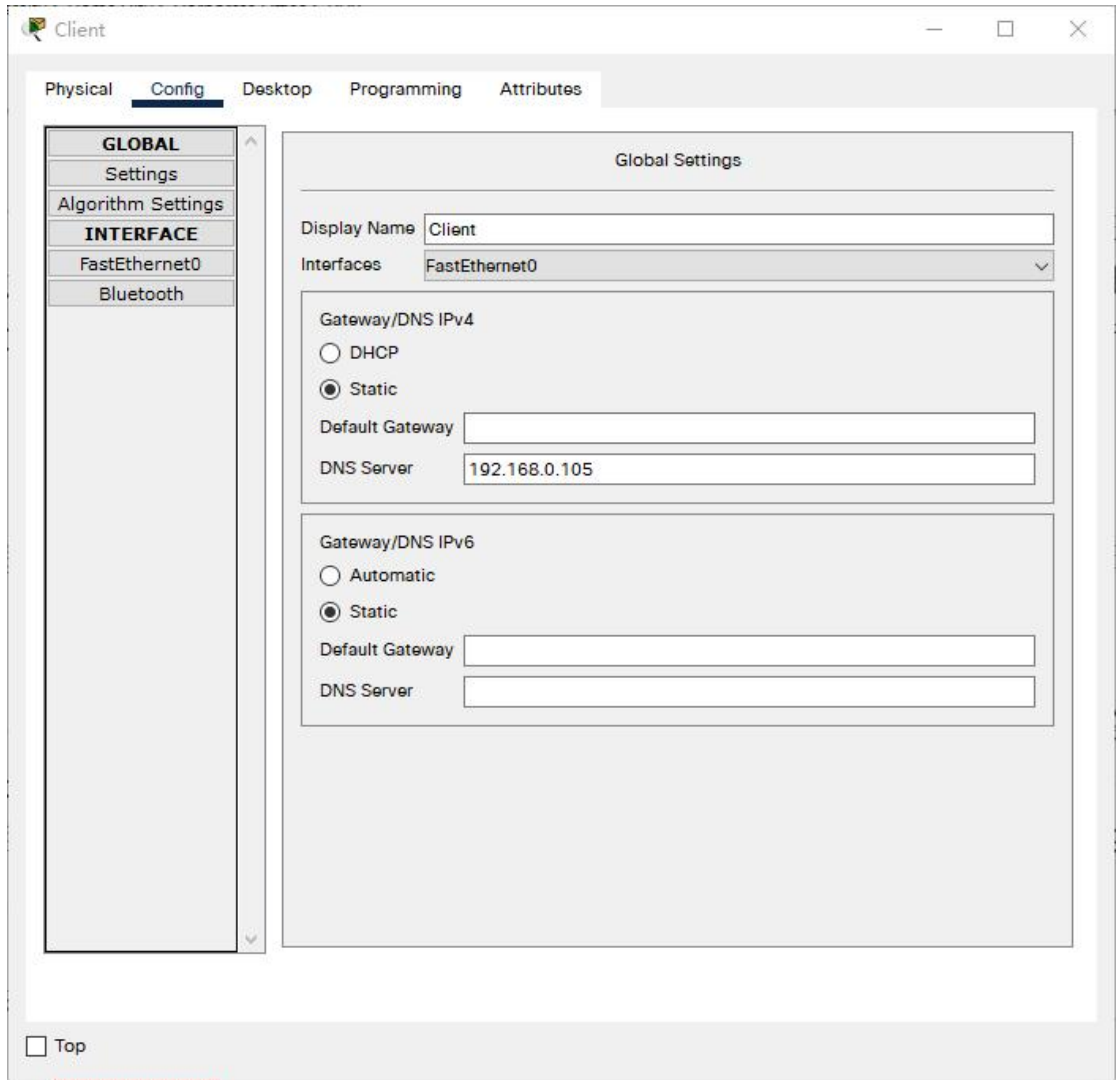 Client
Physical Config Desktop Programming Attributes
GLOBAL
Settings
Algorithm Settings
INTERFACE
FastEthernet0
Bluetooth
Global Settings
Display Name Client
Interfaces FastEthernet0
Gateway/DNS IPv4
DHCP
Static
Default Gateway
DNS Server 192.168.0.105
Gateway/DNS IPv6
Automatic
Static
Default Gateway
DNS Server
Top